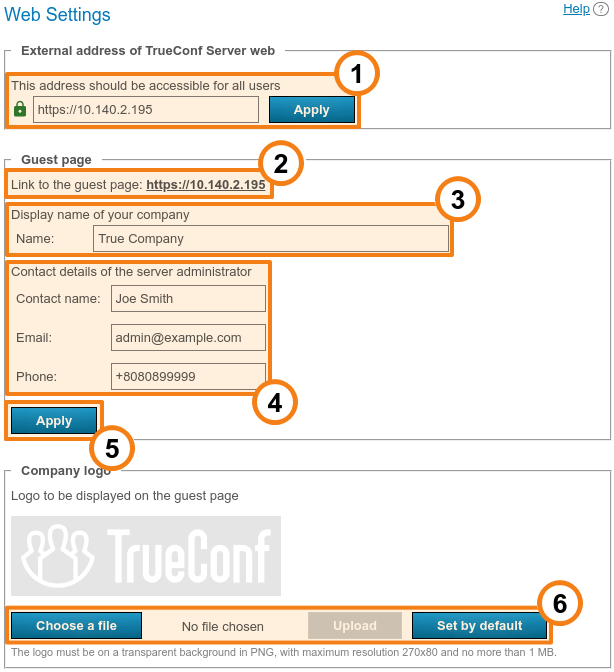 Web Settings
Help ?
External address of TrueConf Server web
1
This address should be accessible for all users
https://10.140.2.195 Apply
Guest page
2
Link to the guest page: https://10.140.2.195
3
Display name of your company
Name: True Company
Contact details of the server administrator
Contact name: Joe Smith
Email: admin@example.com
Phone: +8080899999
4
Apply
5
Company logo
Logo to be displayed on the guest page
TrueConf
6
Choose a file No file chosen Upload Set by default
The logo must be on a transparent background in PNG, with maximum resolution 270x80 and no more than 1 MB.